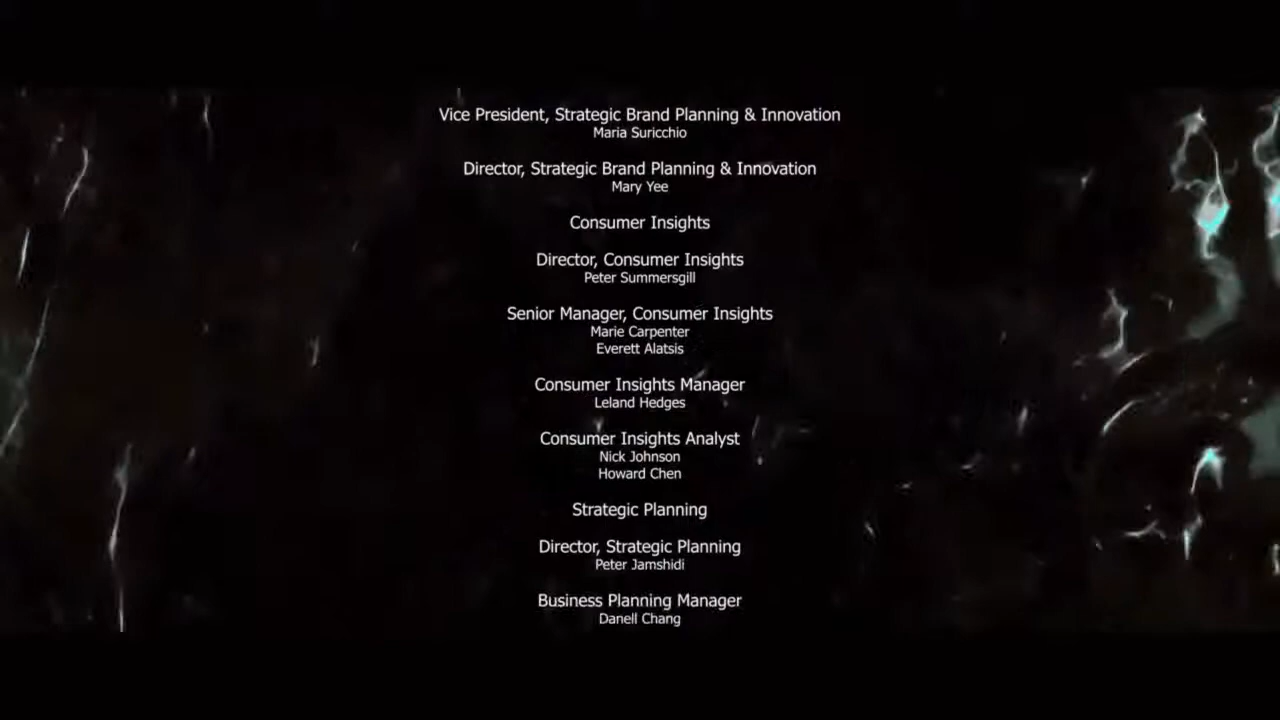 Vice President, Strategic Brand Planning & Innovation
Maria Suricchio
Director, Strategic Brand Planning & Innovation
Mary Yee
Consumer Insights
Director, Consumer Insights
Peter Summersgill
Senior Manager, Consumer Insights
Marie Carpenter
Everett Alatsis
Consumer Insights Manager
Leland Hedges
Consumer Insights Analyst
Nick Johnson
Howard Chen
Strategic Planning
Director, Strategic Planning
Peter Jamshidi
Business Planning Manager
Danell Chang